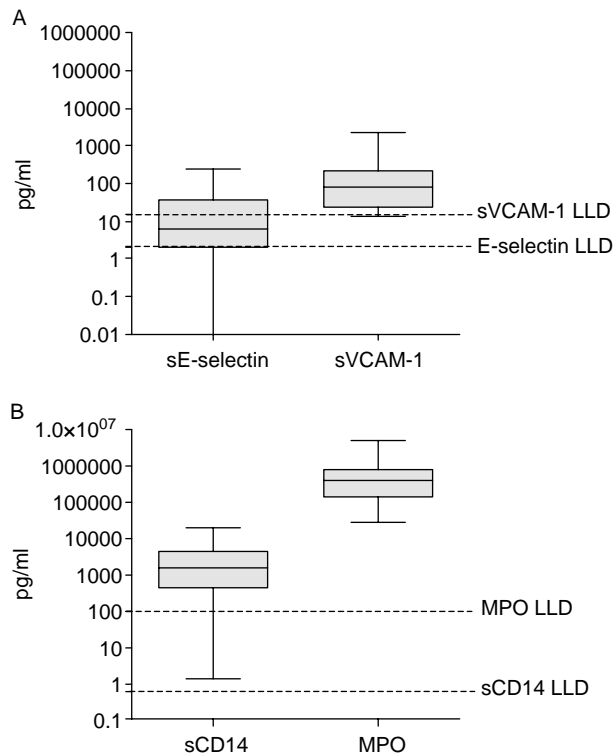 A
1000000
100000
10000
1000
100
10
1
0.1
0.01
pg/ml
sVCAM-1 LLD
E-selectin LLD
sE-selectin sVCAM-1
B
1.0×10⁰⁷
1000000
100000
10000
1000
100
10
1
0.1
pg/ml
MPO LLD
sCD14 LLD
sCD14 MPO